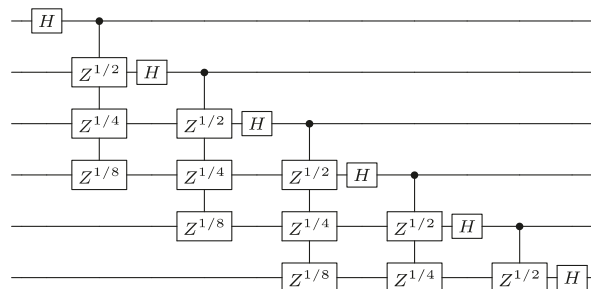 H
Z^{1/2} H
Z^{1/4} Z^{1/2} H
Z^{1/8} Z^{1/4} Z^{1/2} H
Z^{1/8} Z^{1/4} Z^{1/2} H
Z^{1/8} Z^{1/4} Z^{1/2} H